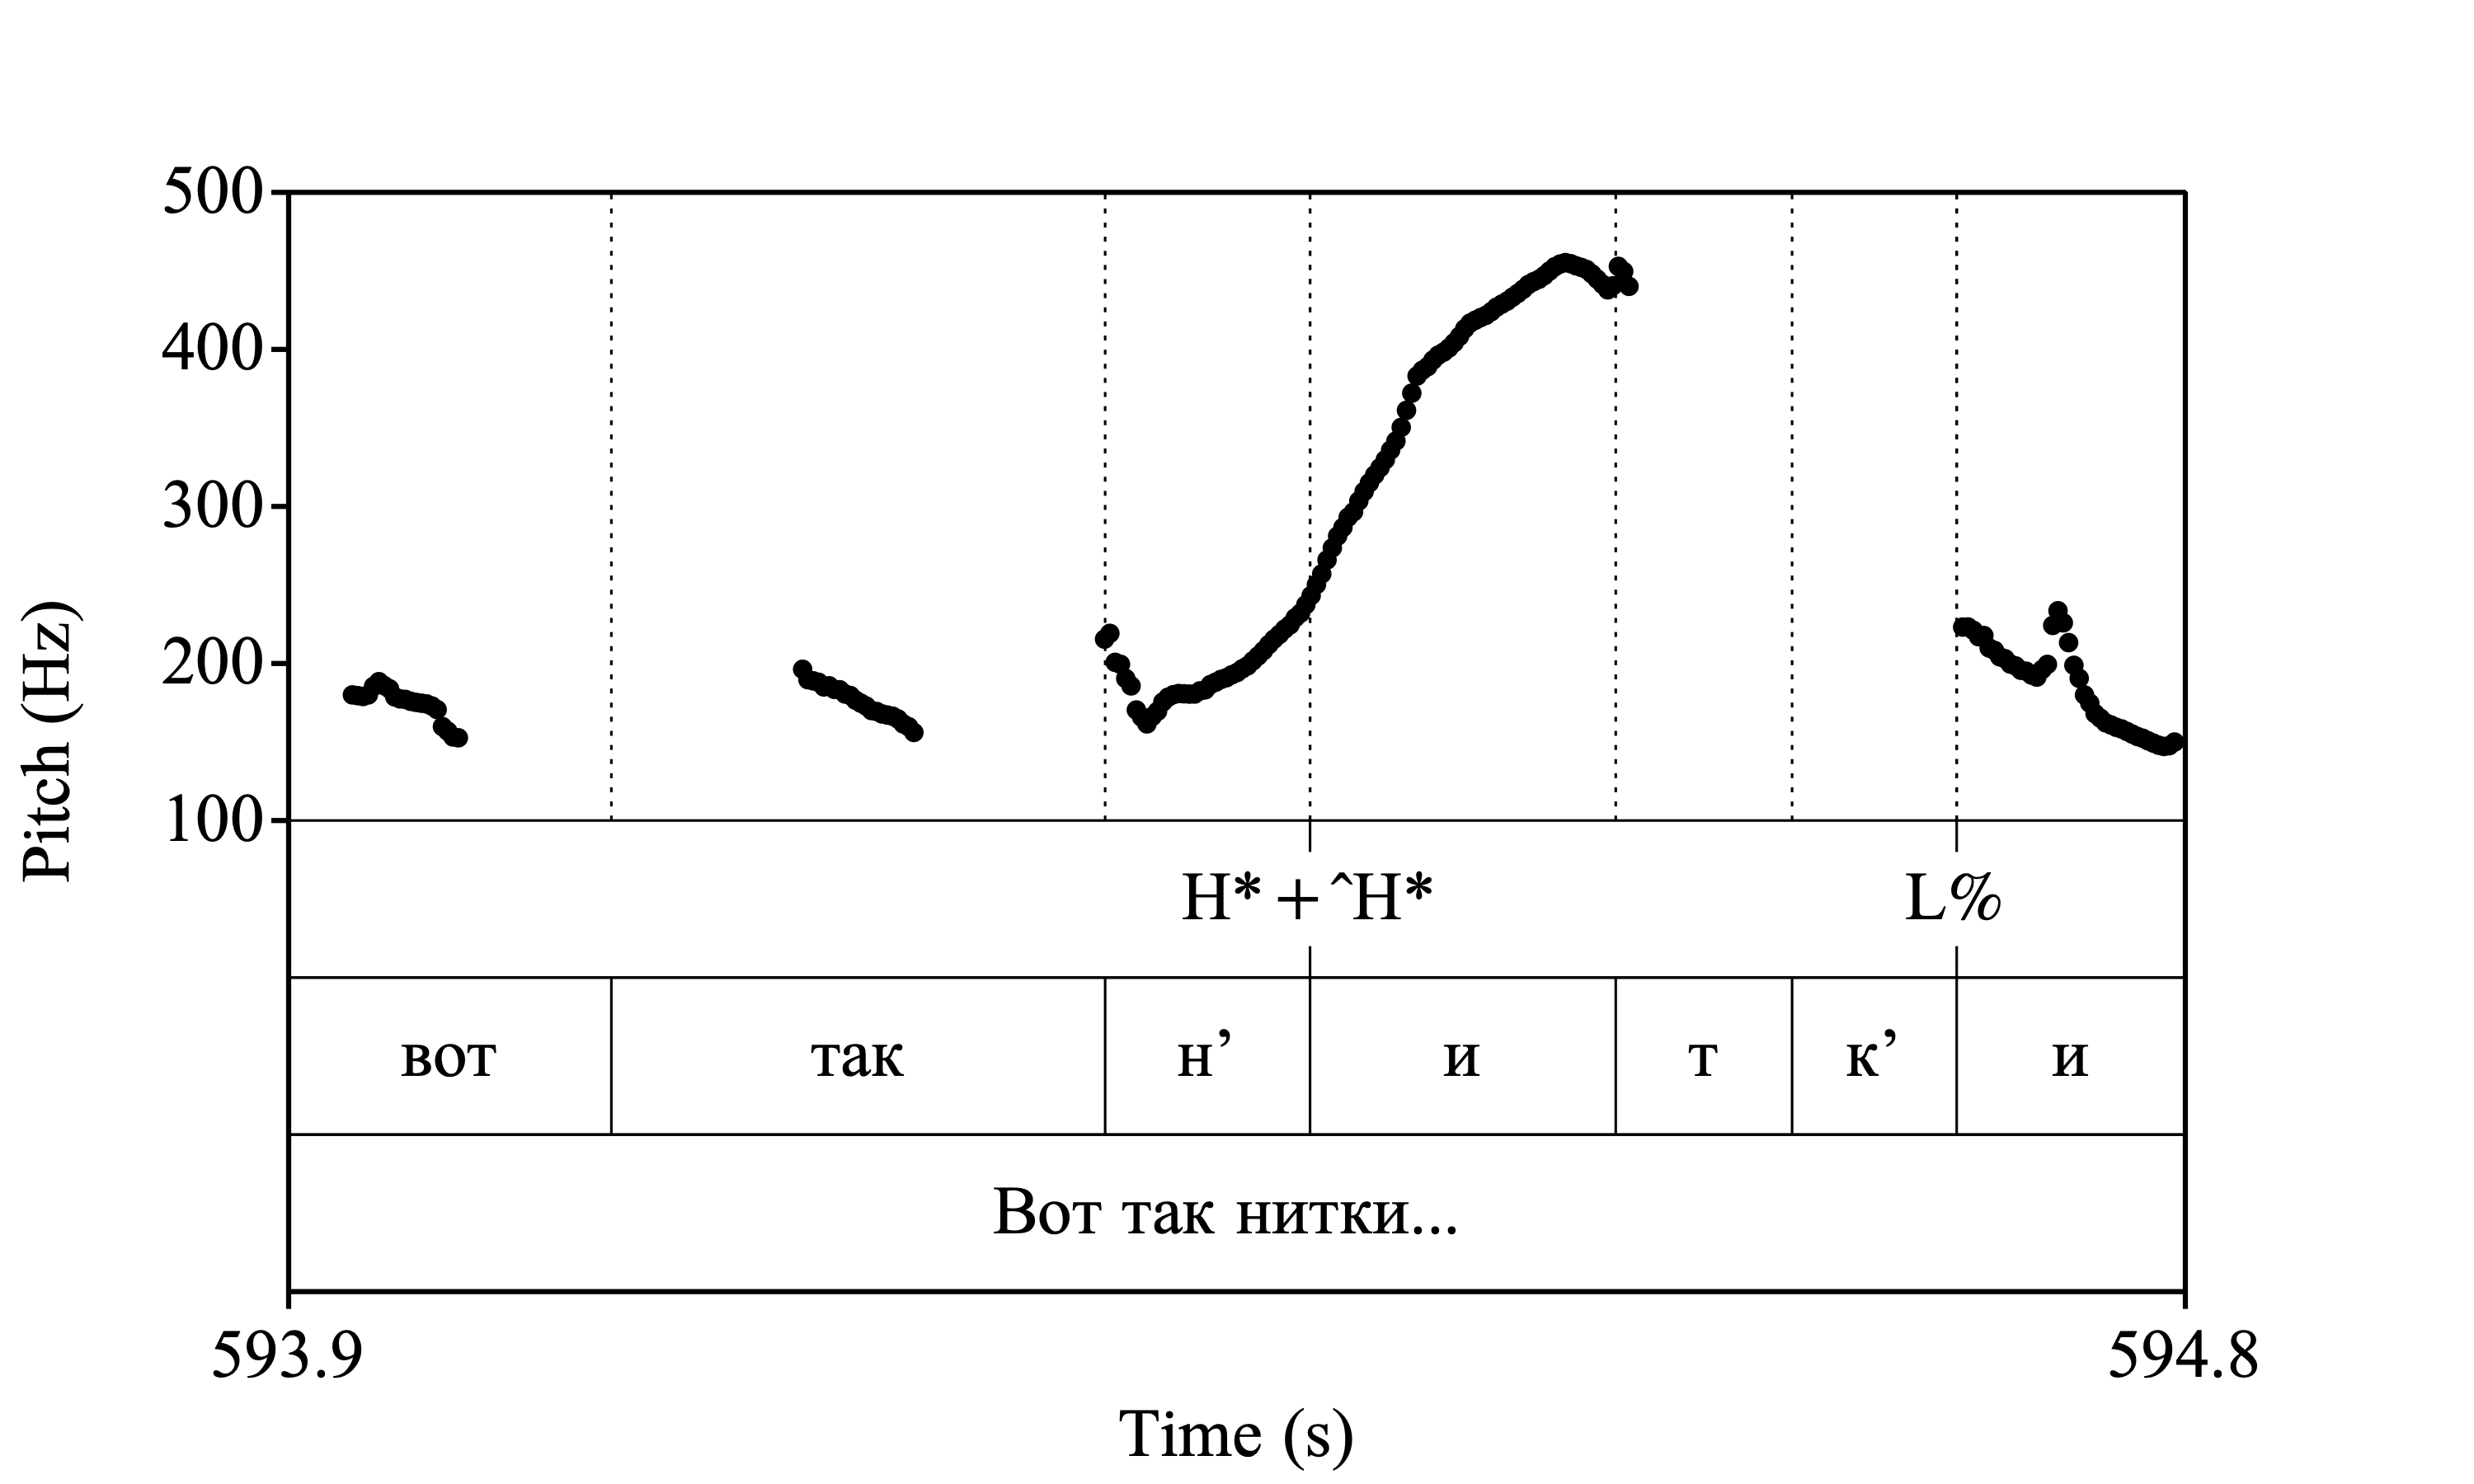 500
400
300
200
100
Pitch (Hz)
H* + ^H* L%
вот так н’ и т к’ и
Вот так нитки...
593.9 594.8
Time (s)